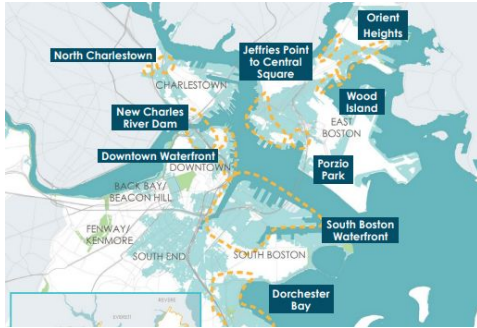 Orient
Heights
North Charlestown
Jeffries Point
to Central
Square
CHARLESTOWN
Wood
Island
New Charles
River Dam
EAST
BOSTON
Downtown Waterfront
DOWNTOWN
Porzio
Park
BACK BAY/
BEACON HILL
FENWAY/
KENMORE
South Boston
Waterfront
SOUTH END
SOUTH BOSTON
Dorchester
Bay
REVERE
EVERETT